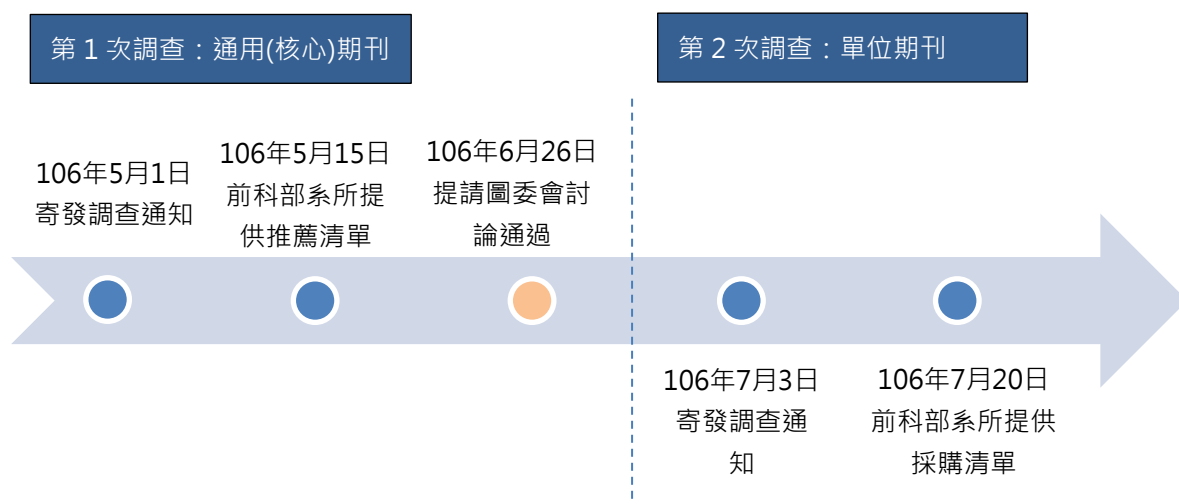 第 1 次調查：通用(核心)期刊
第 2 次調查：單位期刊
106年5月1日
寄發調查通知
106年5月15日
前科部系所提
供推薦清單
106年6月26日
提請圖委會討
論通過
106年7月3日
寄發調查通
知
106年7月20日
前科部系所提供
採購清單